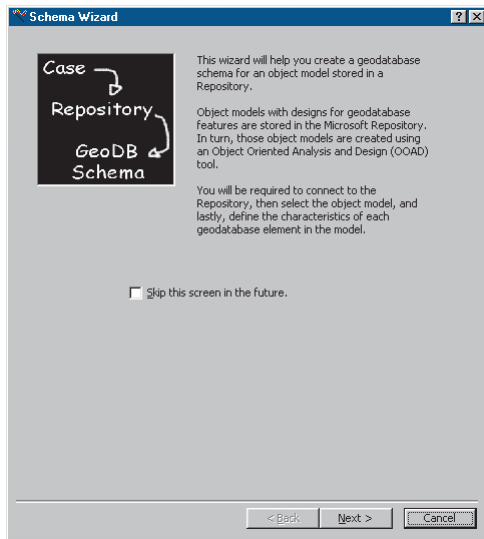 Schema Wizard
Case
Repository
GeoDB
Schema
This wizard will help you create a geodatabase
schema for an object model stored in a
Repository.
Object models with designs for geodatabase
features are stored in the Microsoft Repository.
In turn, those object models are created using
an Object Oriented Analysis and Design (OOAD)
tool.
You will be required to connect to the
Repository, then select the object model, and
lastly, define the characteristics of each
geodatabase element in the model.
Skip this screen in the future.
< Back
Next >
Cancel